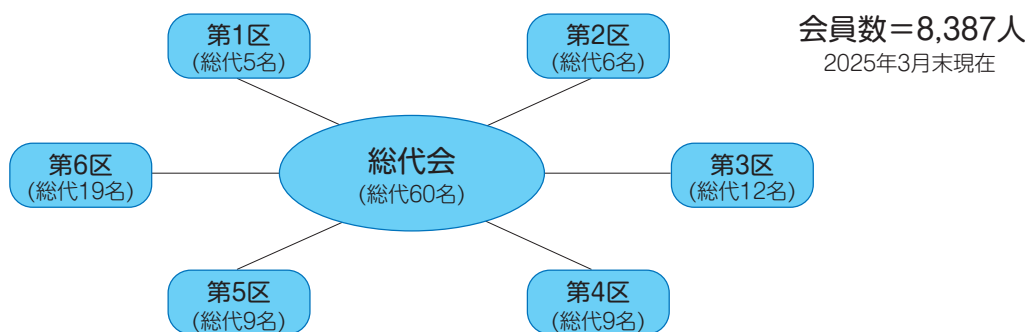 第1区
(総代5名)
第2区
(総代6名)
会員数＝8,387人
2025年3月末現在
第6区
(総代19名)
総代会
(総代60名)
第3区
(総代12名)
第5区
(総代9名)
第4区
(総代9名)